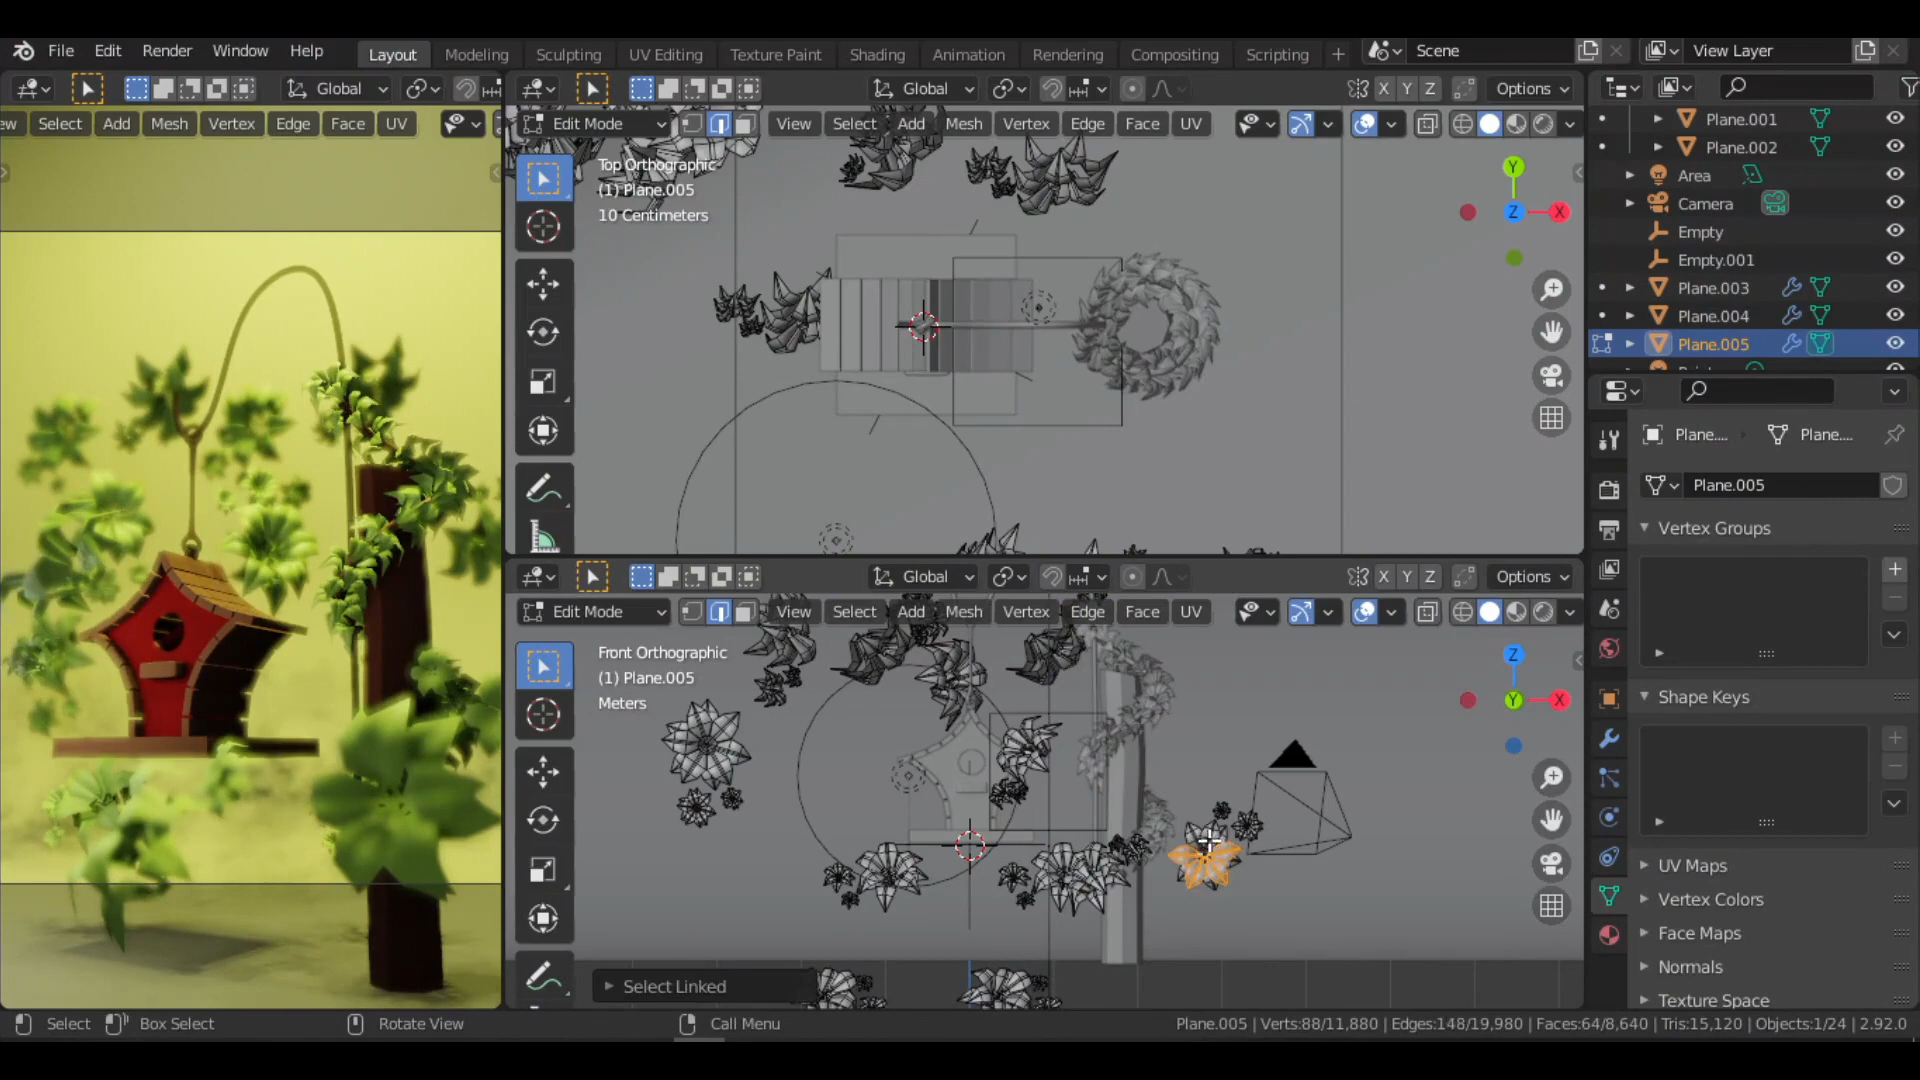 File Edit Render Window Help Layout Modeling Sculpting UV Editing Texture Paint Shading Animation Rendering Compositing Scripting + Scene View Layer
Global
Global X Y Z Options
ew Select Add Mesh Vertex Edge Face UV
Edit Mode View Select Add Mesh Vertex Edge Face UV
Top Orthographic
(1) Plane.005
10 Centimeters
Y
Z X
Plane.001
Plane.002
Area
Camera
Empty
Empty.001
Plane.003
Plane.004
Plane.005
Plane.... Plane....
Plane.005
Vertex Groups
Shape Keys
UV Maps
Vertex Colors
Face Maps
Normals
Texture Space
Global X Y Z Options
Edit Mode View Select Add Mesh Vertex Edge Face UV
Front Orthographic
(1) Plane.005
Meters
Z
Y X
Select Linked
Select Box Select Rotate View Call Menu Plane.005 | Verts:88/11,880 | Edges:148/19,980 | Faces:64/8,640 | Tris:15,120 | Objects:1/24 | 2.92.0